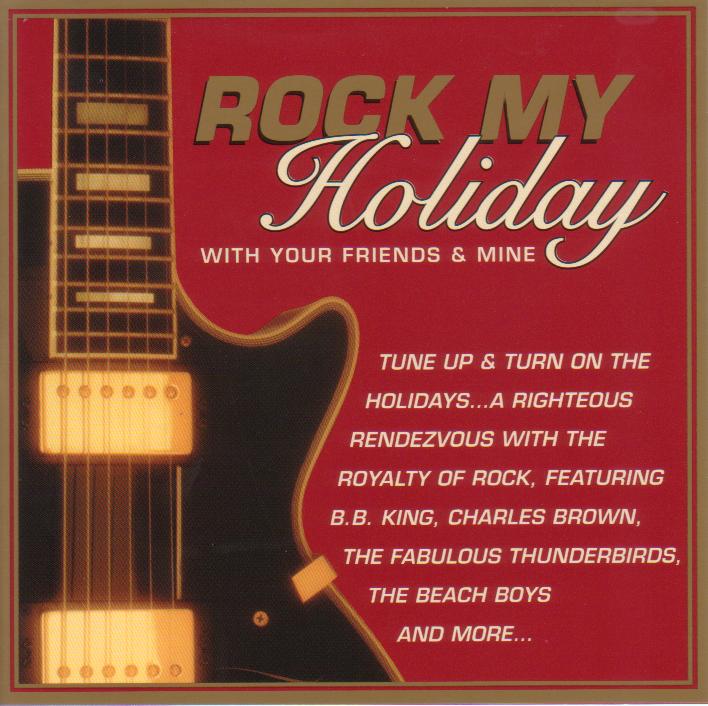 ROCK MY
Holiday
WITH YOUR FRIENDS & MINE
TUNE UP & TURN ON THE
HOLIDAYS...A RIGHTEOUS
RENDEZVOUS WITH THE
ROYALTY OF ROCK, FEATURING
B.B. KING, CHARLES BROWN,
THE FABULOUS THUNDERBIRDS,
THE BEACH BOYS
AND MORE...